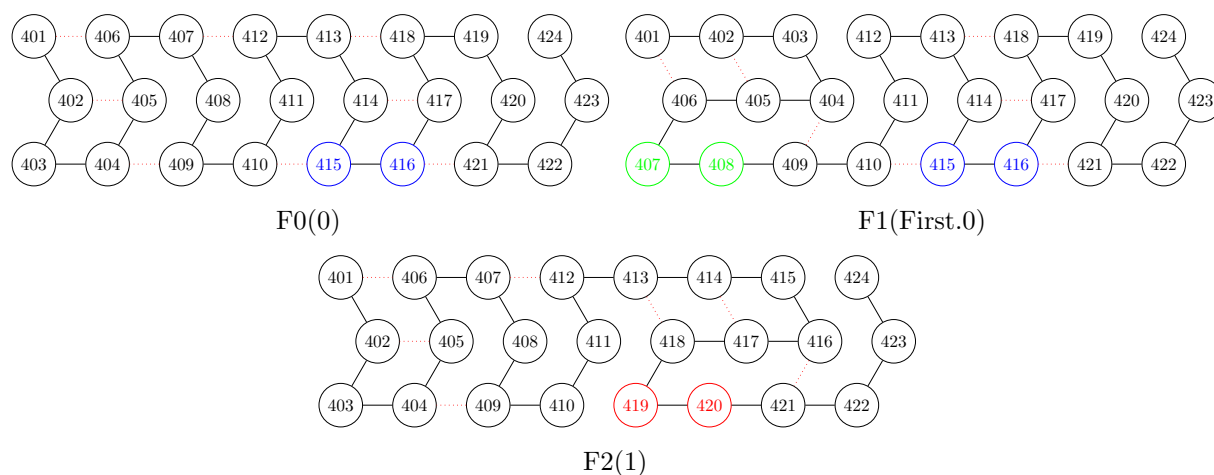 401 406 407 412 413 418 419 424
402 405 408 411 414 417 420 423
403 404 409 410 415 416 421 422
F0(0)
401 402 403 412 413 418 419 424
406 405 404 411 414 417 420 423
407 408 409 410 415 416 421 422
F1(First.0)
401 406 407 412 413 414 415 424
402 405 408 411 418 417 416 423
403 404 409 410 419 420 421 422
F2(1)